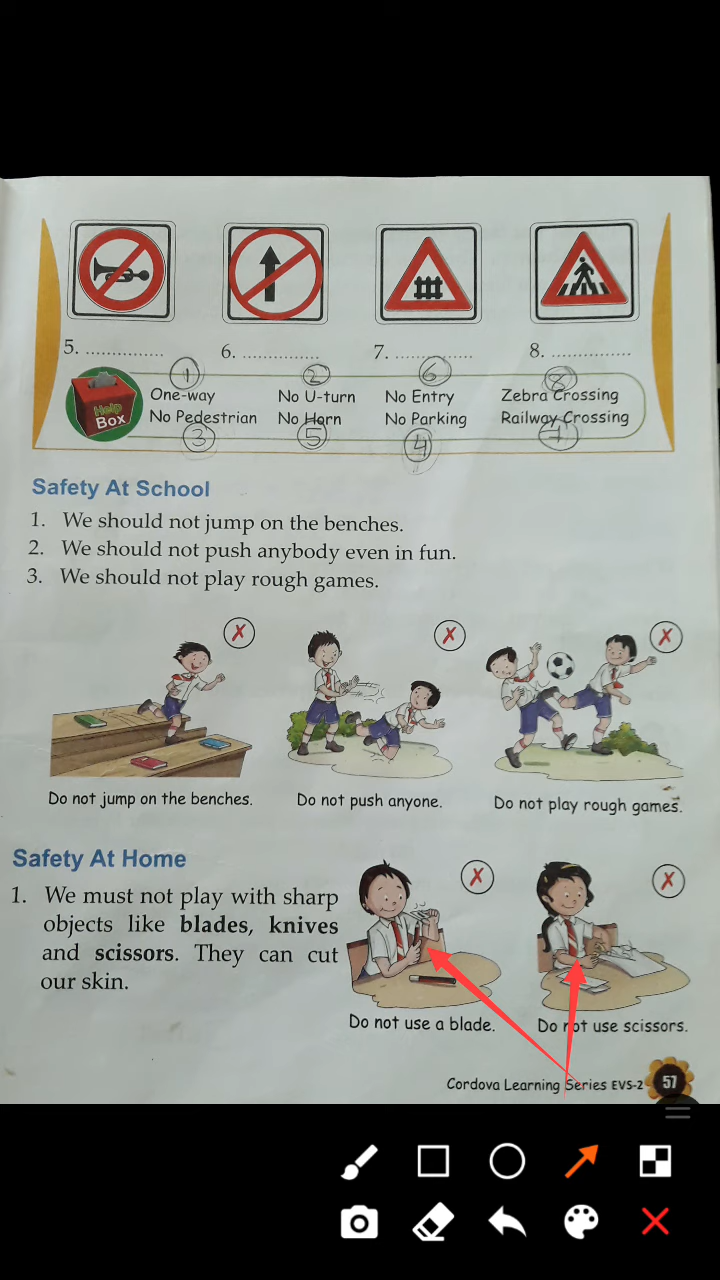 5. ............... 6. ............... 7. ............... 8. ...............
1 2 6 8
Help Box
One-way No U-turn No Entry Zebra Crossing
No Pedestrian No Horn No Parking Railway Crossing
3 5 4 7
Safety At School
1. We should not jump on the benches.
2. We should not push anybody even in fun.
3. We should not play rough games.
Do not jump on the benches. Do not push anyone. Do not play rough games.
Safety At Home
1. We must not play with sharp
objects like blades, knives
and scissors. They can cut
our skin.
Do not use a blade. Do not use scissors.
Cordova Learning Series EVS-2 57